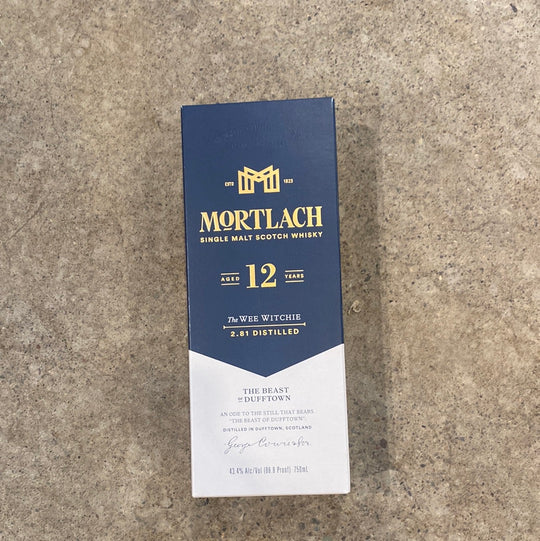 ESTD 1823
MORTLACH
SINGLE MALT SCOTCH WHISKY
AGED 12 YEARS
The WEE WITCHIE
2.81 DISTILLED
THE BEAST
OF DUFFTOWN
AN ODE TO THE STILL THAT BEARS
"THE BEAST OF DUFFTOWN".
DISTILLED IN DUFFTOWN, SCOTLAND
43.4% Alc/Vol (86.8 Proof) 750mL